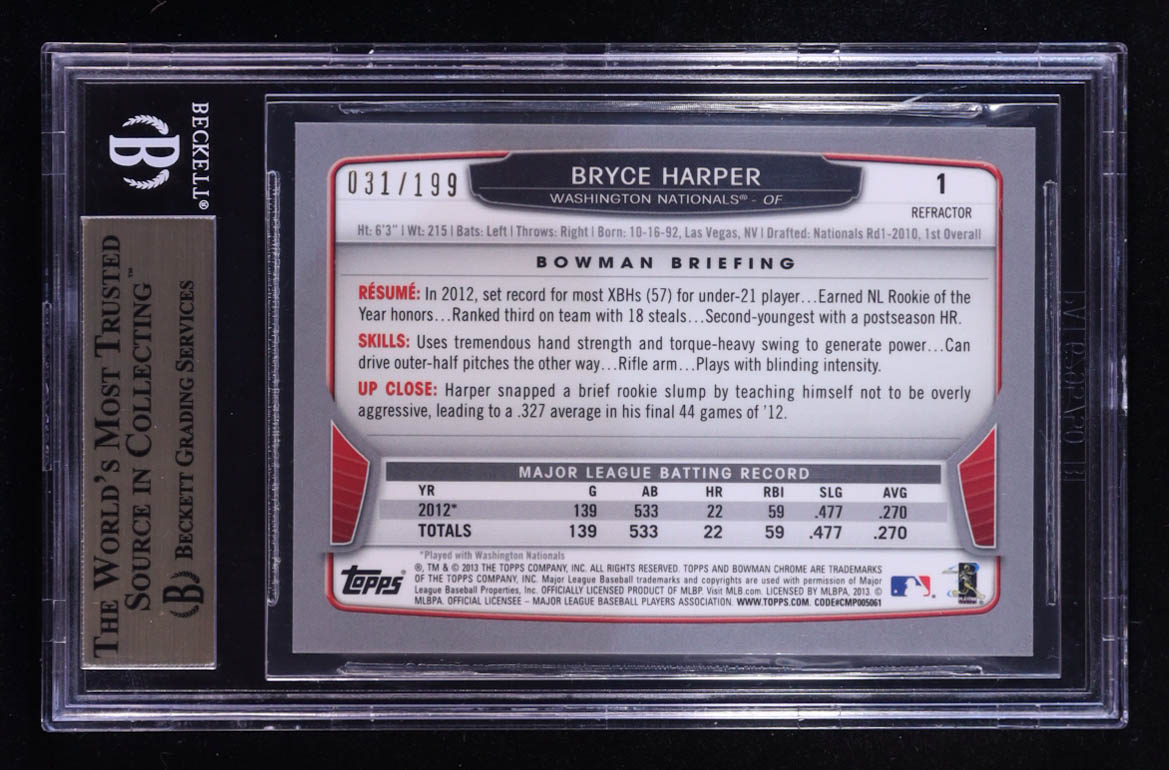 BECKETT®
B
THE WORLD'S MOST TRUSTED
SOURCE IN COLLECTING™
B BECKETT GRADING SERVICES
031/199
BRYCE HARPER
WASHINGTON NATIONALS® - OF
1
REFRACTOR
Ht: 6'3" | Wt: 215 | Bats: Left | Throws: Right | Born: 10-16-92, Las Vegas, NV | Drafted: Nationals Rd1-2010, 1st Overall
BOWMAN BRIEFING
RÉSUMÉ: In 2012, set record for most XBHs (57) for under-21 player...Earned NL Rookie of the
Year honors...Ranked third on team with 18 steals...Second-youngest with a postseason HR.
SKILLS: Uses tremendous hand strength and torque-heavy swing to generate power...Can
drive outer-half pitches the other way...Rifle arm...Plays with blinding intensity.
UP CLOSE: Harper snapped a brief rookie slump by teaching himself not to be overly
aggressive, leading to a .327 average in his final 44 games of '12.
MAJOR LEAGUE BATTING RECORD
YR G AB HR RBI SLG AVG
2012* 139 533 22 59 .477 .270
TOTALS 139 533 22 59 .477 .270
*Played with Washington Nationals
Topps®
®, TM & © 2013 THE TOPPS COMPANY, INC. ALL RIGHTS RESERVED. TOPPS AND BOWMAN CHROME ARE TRADEMARKS
OF THE TOPPS COMPANY, INC. Major League Baseball trademarks and copyrights are used with permission of Major
League Baseball Properties, Inc. OFFICIALLY LICENSED PRODUCT OF MLBP Visit MLB.com. LICENSED BY MLBPA, 2013. ©
MLBPA. OFFICIAL LICENSEE – MAJOR LEAGUE BASEBALL PLAYERS ASSOCIATION. WWW.TOPPS.COM. CODE#CMP005061